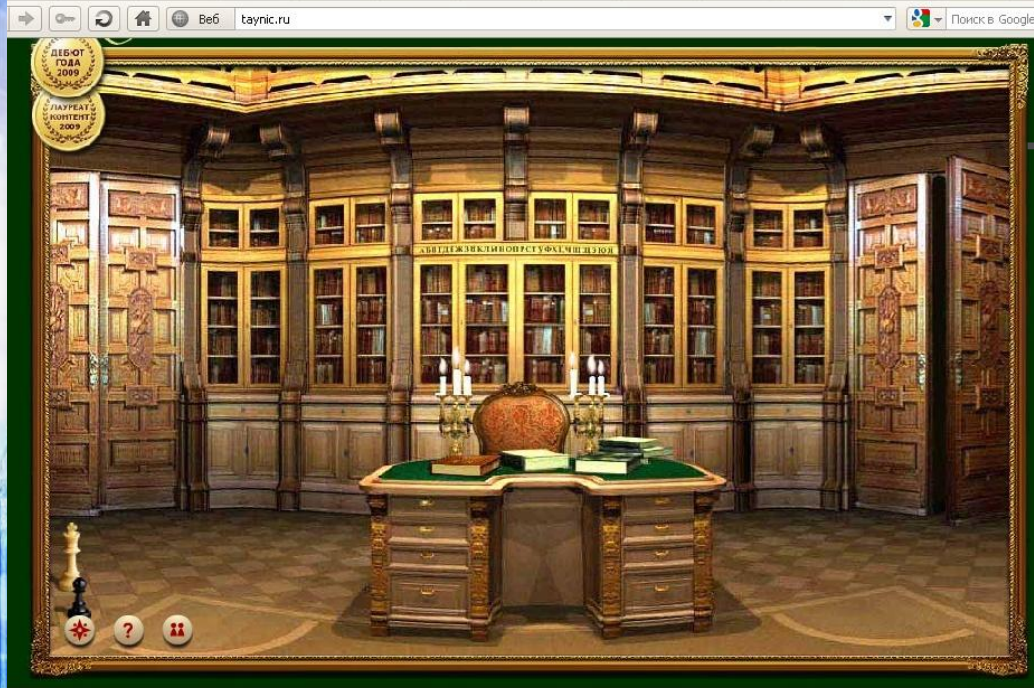 Веб
taynic.ru
Поиск в Google
ДЕБЮТ
ГОДА
2009
ЛАУРЕАТ
КОНТЕНТ
2009
?